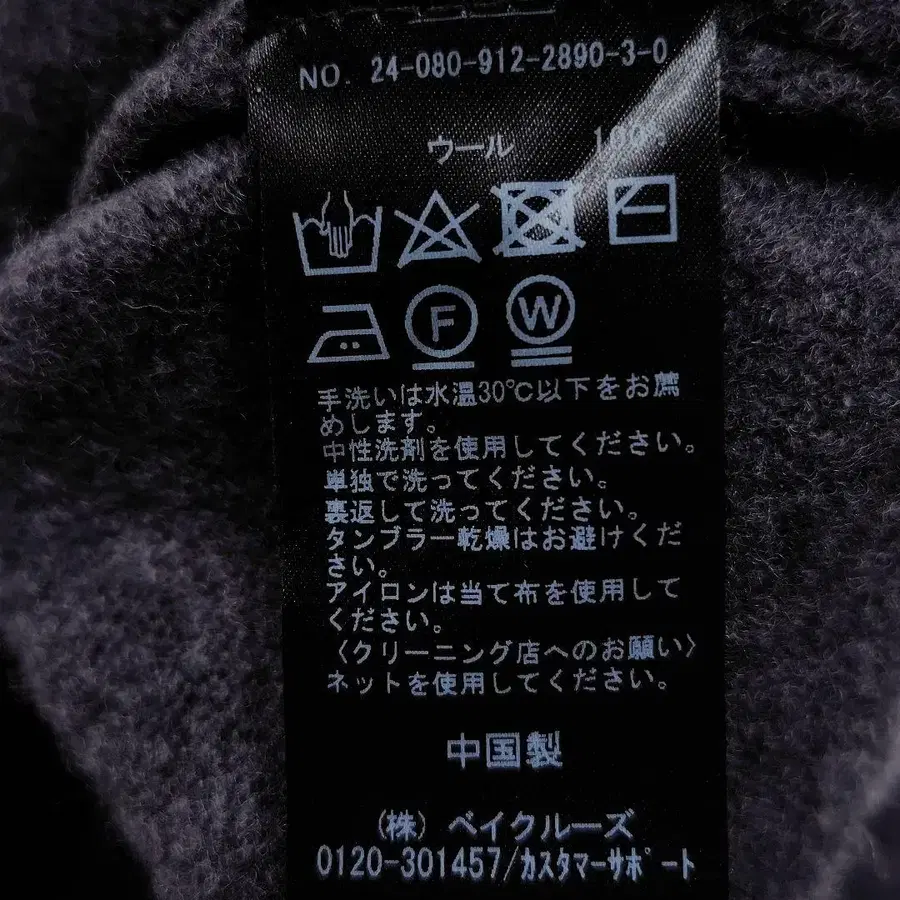 NO. 24-080-912-2890-3-0
ウール 100%
F W
手洗いは水温30℃以下をお薦
めします。
中性洗剤を使用してください。
単独で洗ってください。
裏返して洗ってください。
タンブラー乾燥はお避けくだ
さい。
アイロンは当て布を使用して
ください。
〈クリーニング店へのお願い〉
ネットを使用してください。
中国製
(株) ベイクルーズ
0120-301457/カスタマーサポート